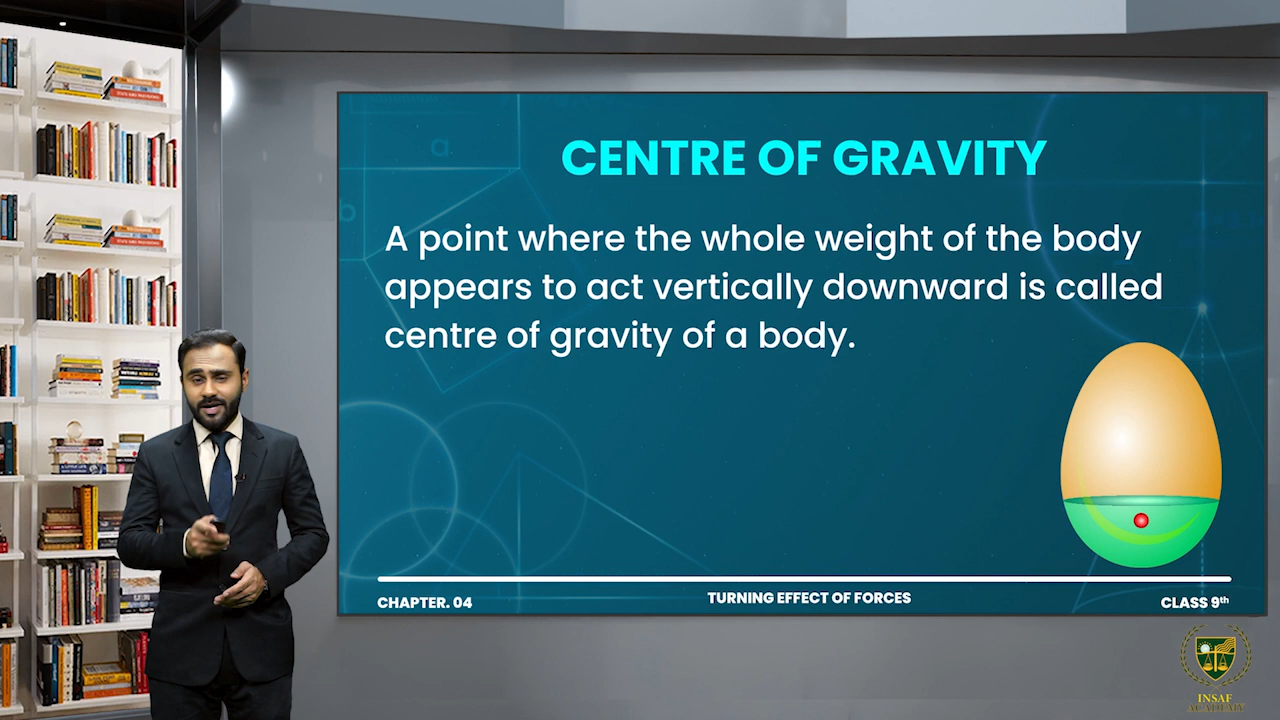 CENTRE OF GRAVITY
A point where the whole weight of the body
appears to act vertically downward is called
centre of gravity of a body.
CHAPTER. 04
TURNING EFFECT OF FORCES
CLASS 9th
INSAF
ACADEMY